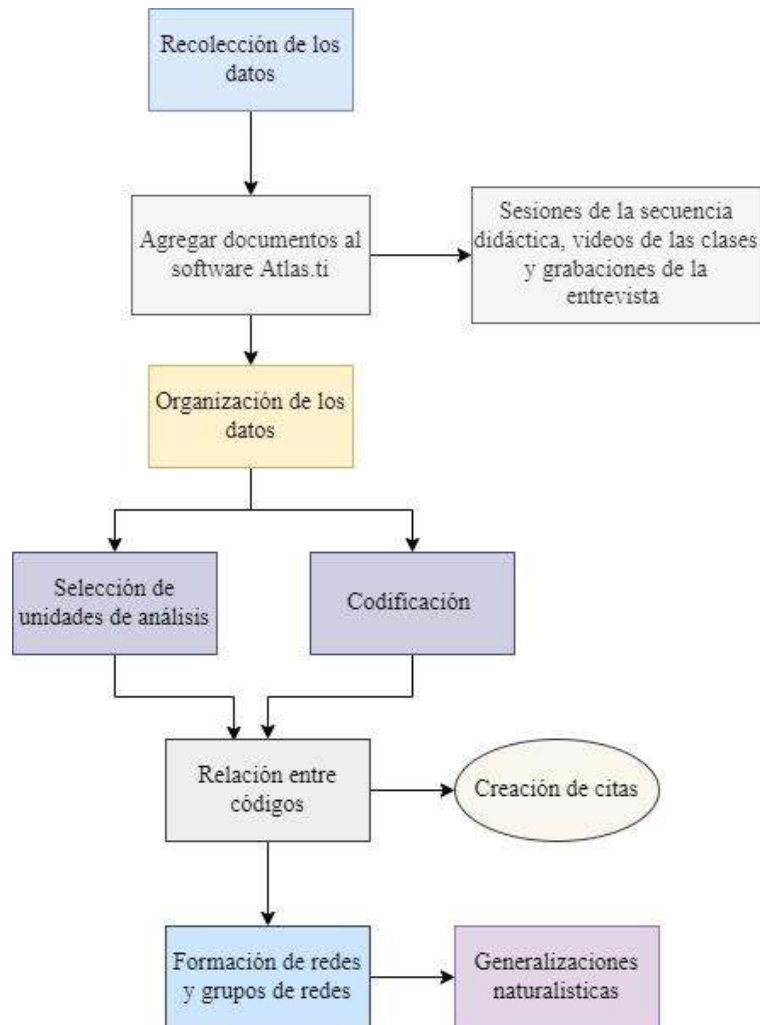 Recolección de los
datos
Agregar documentos al
software Atlas.ti
Sesiones de la secuencia
didáctica, videos de las clases
y grabaciones de la
entrevista
Organización de los
datos
Selección de
unidades de análisis
Codificación
Relación entre
códigos
Creación de citas
Formación de redes
y grupos de redes
Generalizaciones
naturalisticas